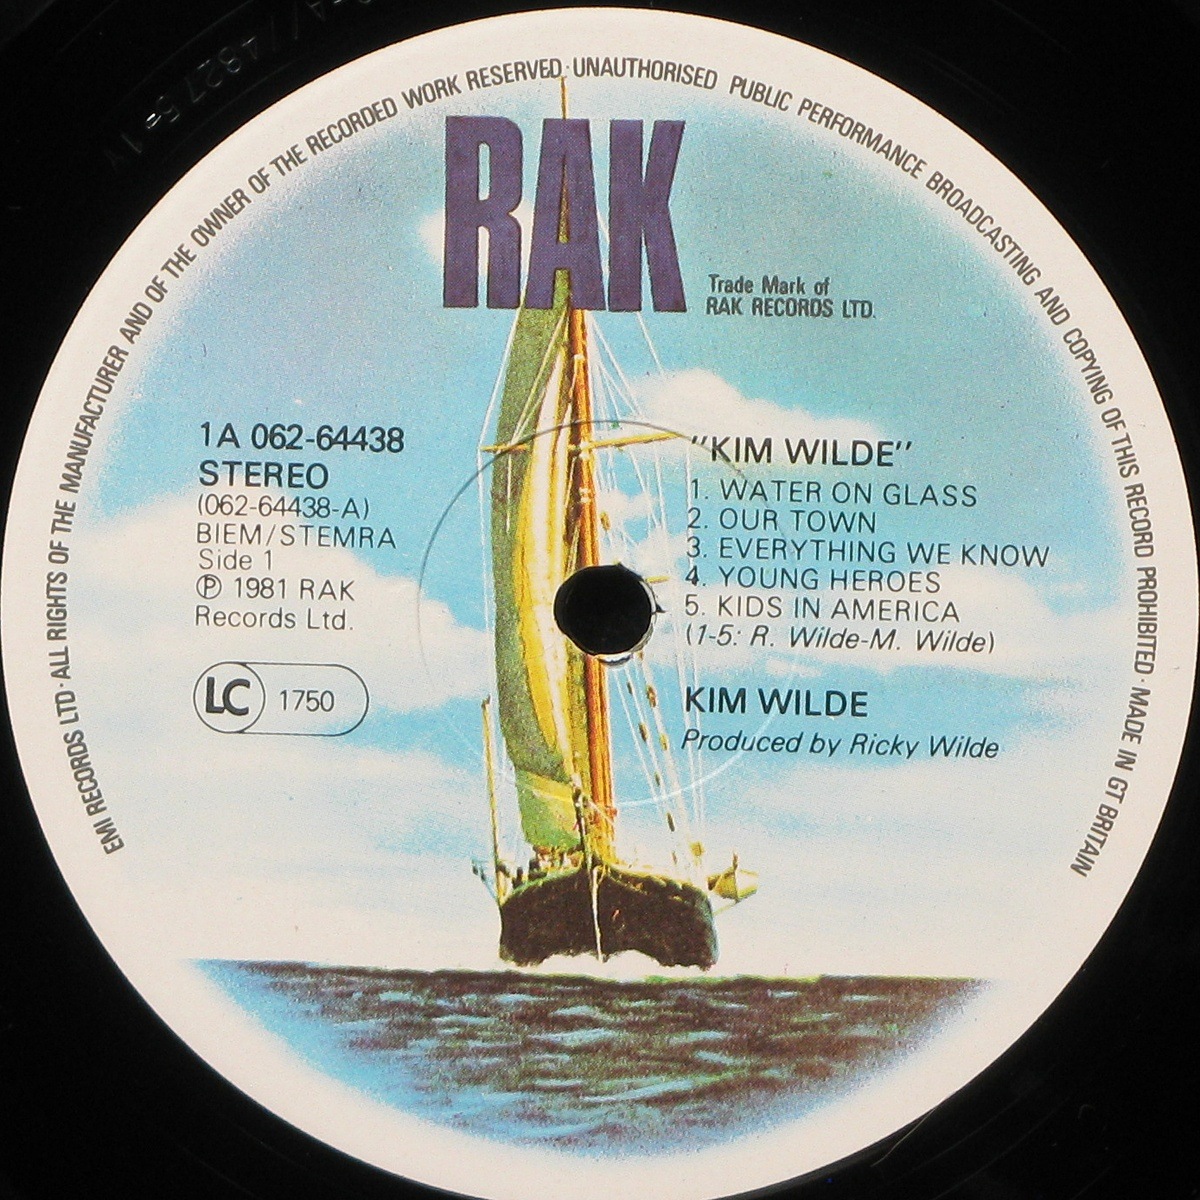 EMI RECORDS LTD · ALL RIGHTS OF THE MANUFACTURER AND OF THE OWNER OF THE RECORDED WORK RESERVED · UNAUTHORISED PUBLIC PERFORMANCE BROADCASTING AND COPYING OF THIS RECORD PROHIBITED · MADE IN GT BRITAIN
RAK
Trade Mark of
RAK RECORDS LTD.
1A 062-64438
STEREO
(062-64438-A)
BIEM/STEMRA
Side 1
℗ 1981 RAK
Records Ltd.
LC 1750
"KIM WILDE"
1. WATER ON GLASS
2. OUR TOWN
3. EVERYTHING WE KNOW
4. YOUNG HEROES
5. KIDS IN AMERICA
(1-5: R. Wilde-M. Wilde)
KIM WILDE
Produced by Ricky Wilde